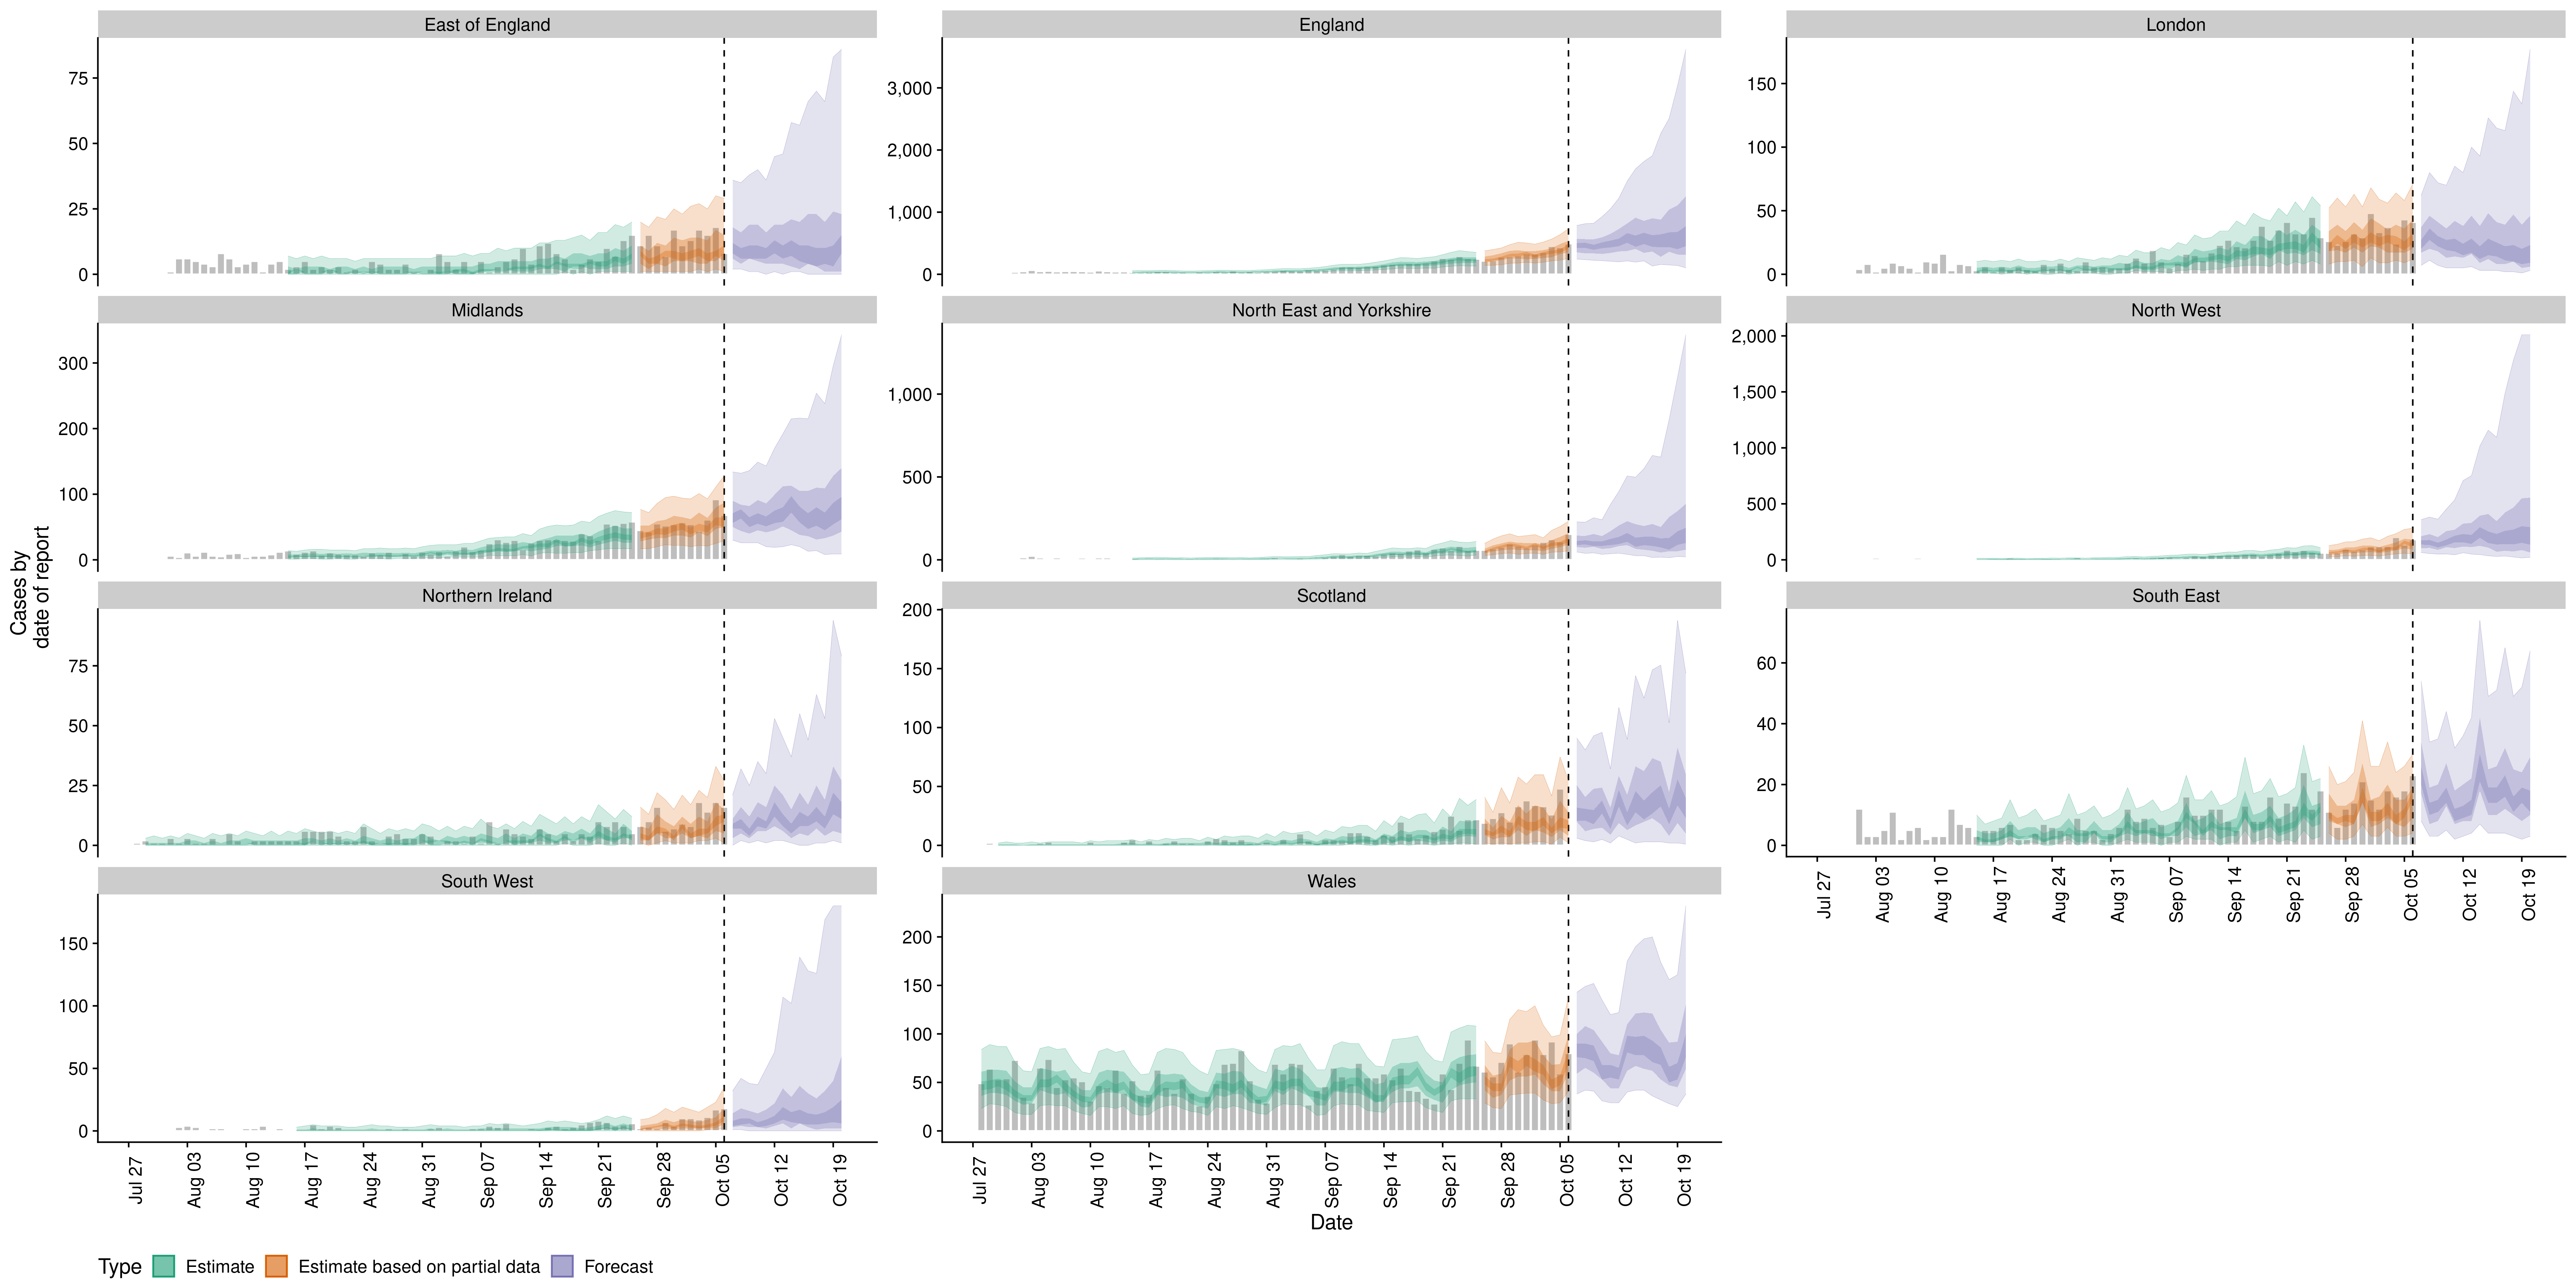 East of England
England
London
75
50
25
0
3,000
2,000
1,000
0
150
100
50
0
Midlands
North East and Yorkshire
North West
300
200
100
0
1,000
500
0
2,000
1,500
1,000
500
0
Cases by
date of report
Northern Ireland
Scotland
South East
75
50
25
0
200
150
100
50
0
60
40
20
0
Jul 27
Aug 03
Aug 10
Aug 17
Aug 24
Aug 31
Sep 07
Sep 14
Sep 21
Sep 28
Oct 05
Oct 12
Oct 19
South West
Wales
150
100
50
0
200
150
100
50
0
Jul 27
Aug 03
Aug 10
Aug 17
Aug 24
Aug 31
Sep 07
Sep 14
Sep 21
Sep 28
Oct 05
Oct 12
Oct 19
Jul 27
Aug 03
Aug 10
Aug 17
Aug 24
Aug 31
Sep 07
Sep 14
Sep 21
Sep 28
Oct 05
Oct 12
Oct 19
Date
Type Estimate Estimate based on partial data Forecast